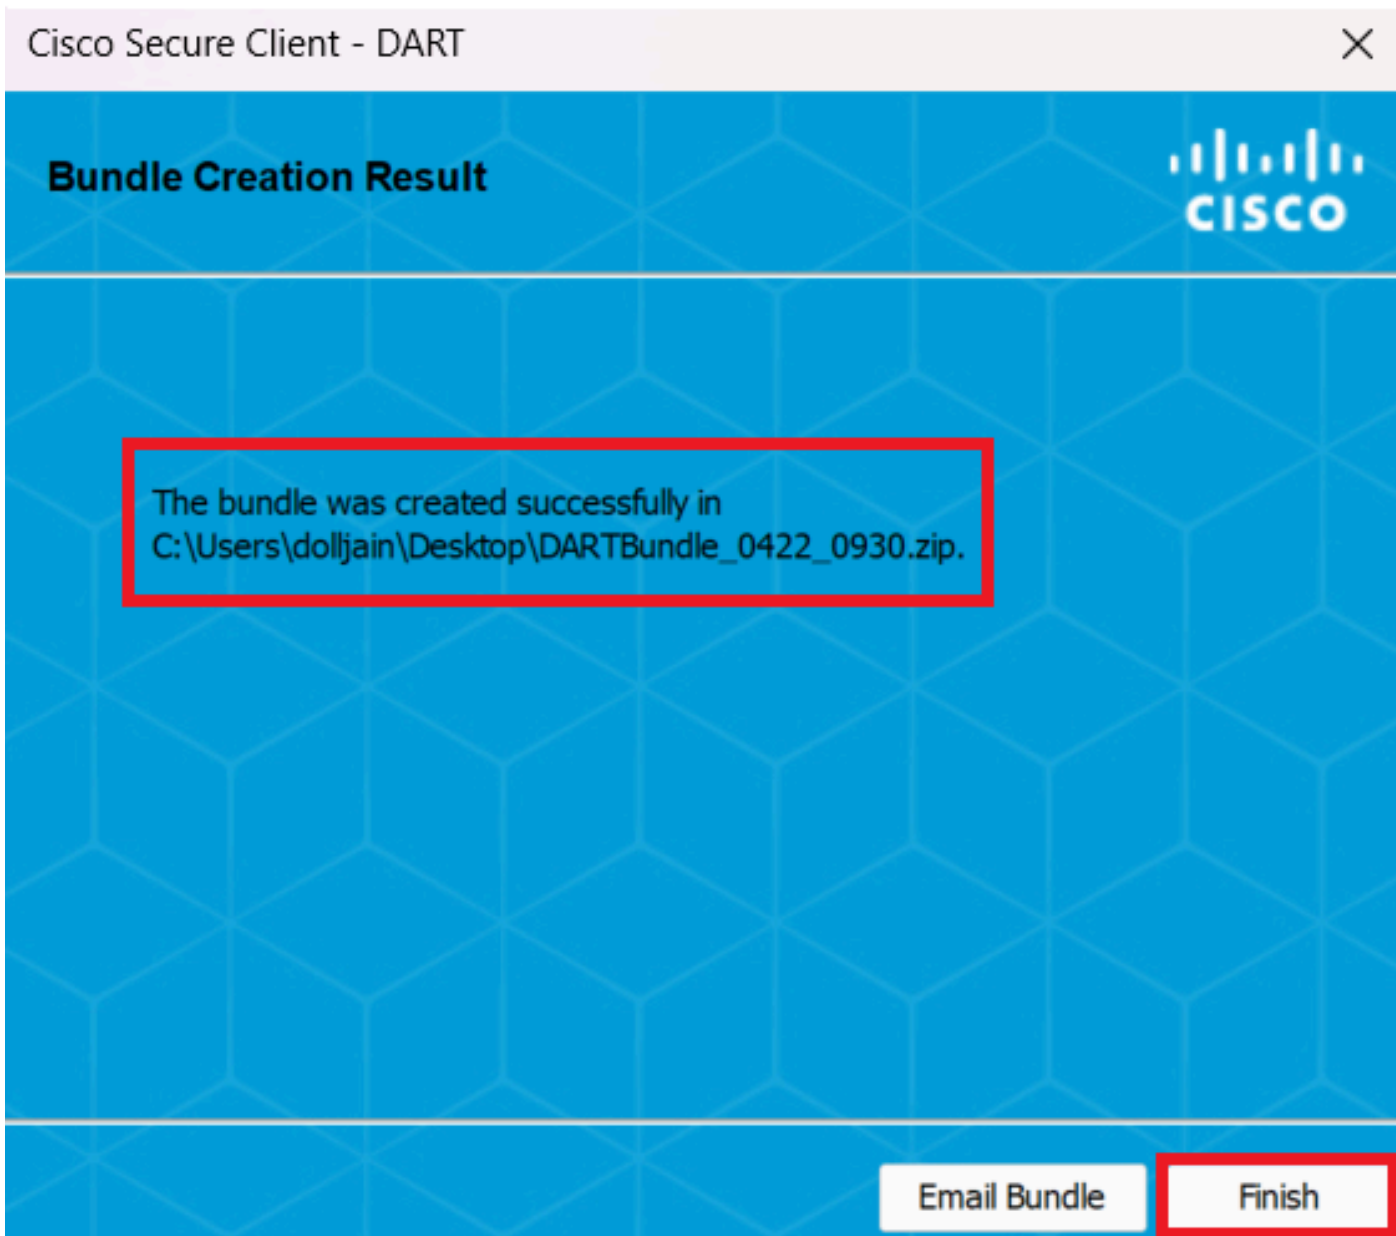 Cisco Secure Client - DART
Bundle Creation Result
CISCO
The bundle was created successfully in
C:\Users\dolljain\Desktop\DARTBundle_0422_0930.zip.
Email Bundle
Finish